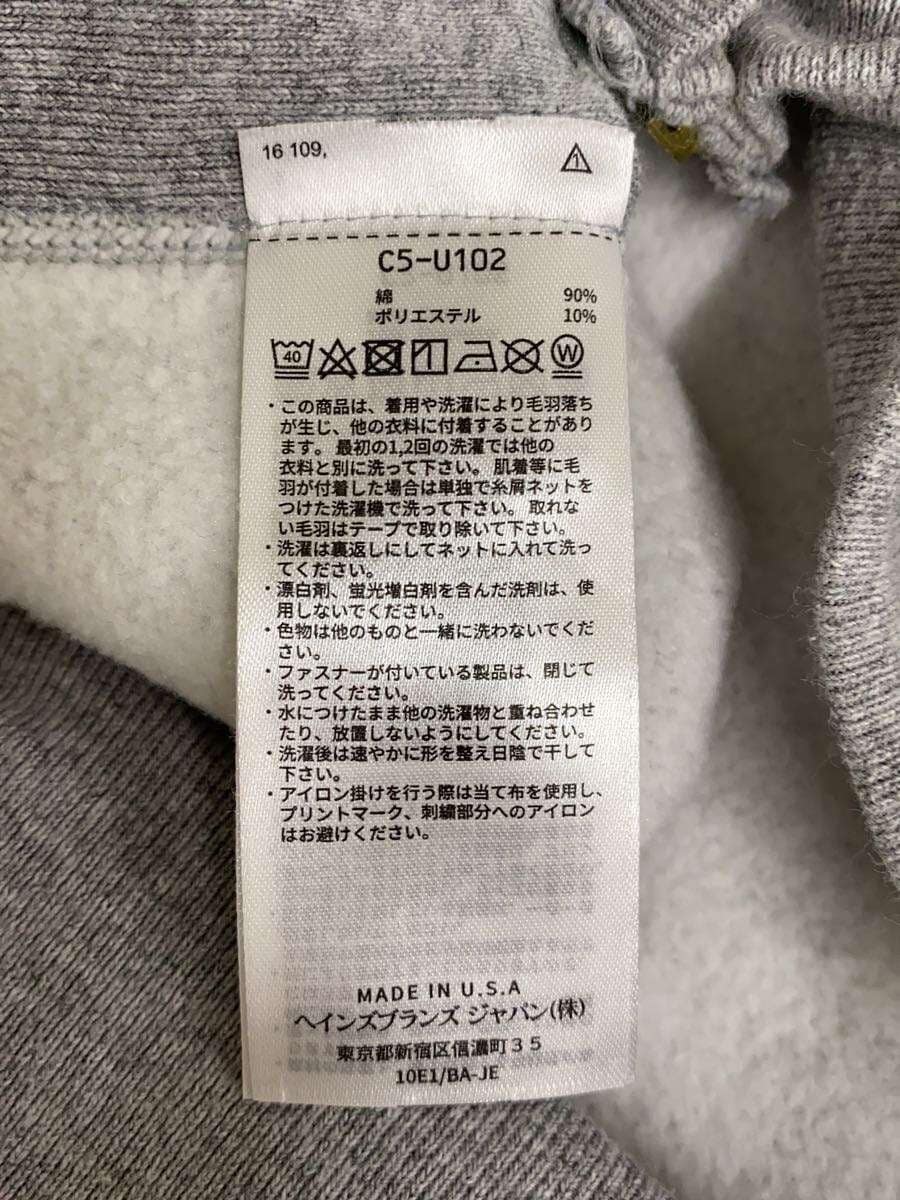 16 109,
1
C5-U102
綿 90%
ポリエステル 10%
40 W
・この商品は、着用や洗濯により毛羽落ち
が生じ、他の衣料に付着することがあり
ます。 最初の1,2回の洗濯では他の
衣料と別に洗って下さい。 肌着等に毛
羽が付着した場合は単独で糸屑ネットを
つけた洗濯機で洗って下さい。 取れな
い毛羽はテープで取り除いて下さい。
・洗濯は裏返しにしてネットに入れて洗っ
てください。
・漂白剤、蛍光増白剤を含んだ洗剤は、使
用しないでください。
・色物は他のものと一緒に洗わないでくだ
さい。
・ファスナーが付いている製品は、閉じて
洗ってください。
・水につけたまま他の洗濯物と重ね合わせ
たり、放置しないようにしてください。
・洗濯後は速やかに形を整え日陰で干して
下さい。
・アイロン掛けを行う際は当て布を使用し、
プリントマーク、刺繍部分へのアイロン
はお避けください。
MADE IN U.S.A
ヘインズブランズ ジャパン(株)
東京都新宿区信濃町３５
10E1/BA-JE